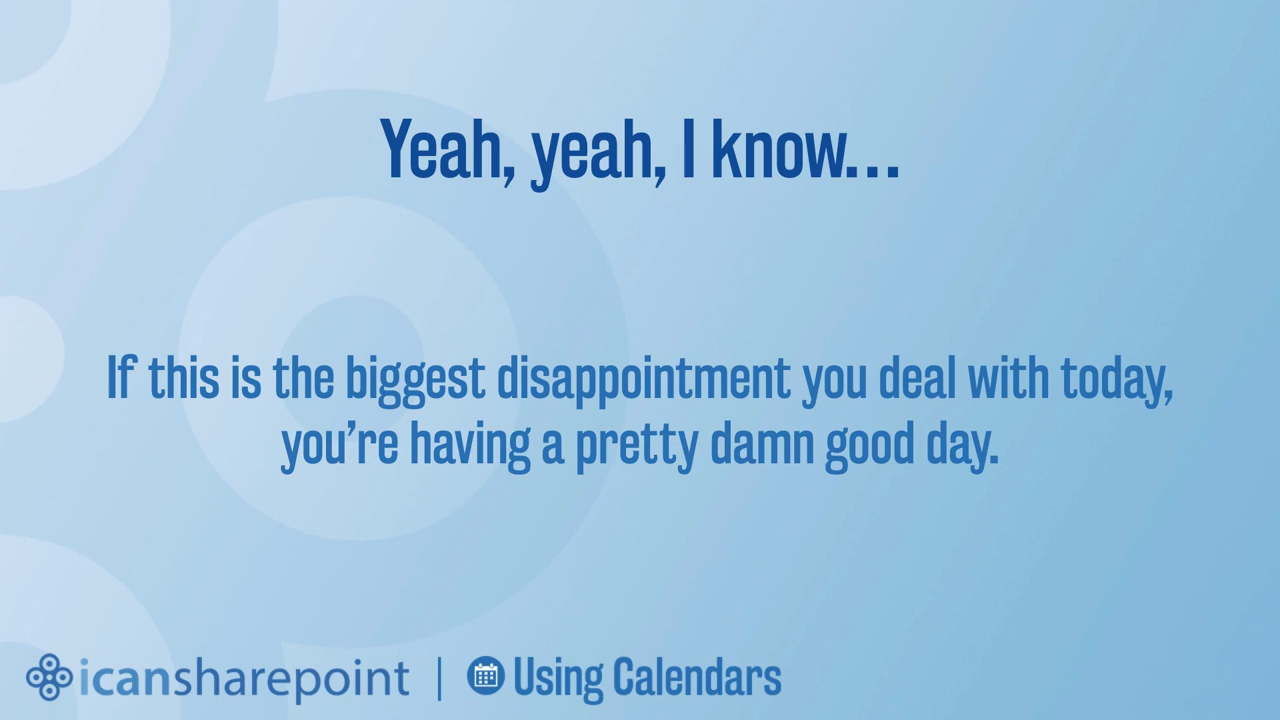 Yeah, yeah, I know...
If this is the biggest disappointment you deal with today,
you’re having a pretty damn good day.
icansharepoint | Using Calendars